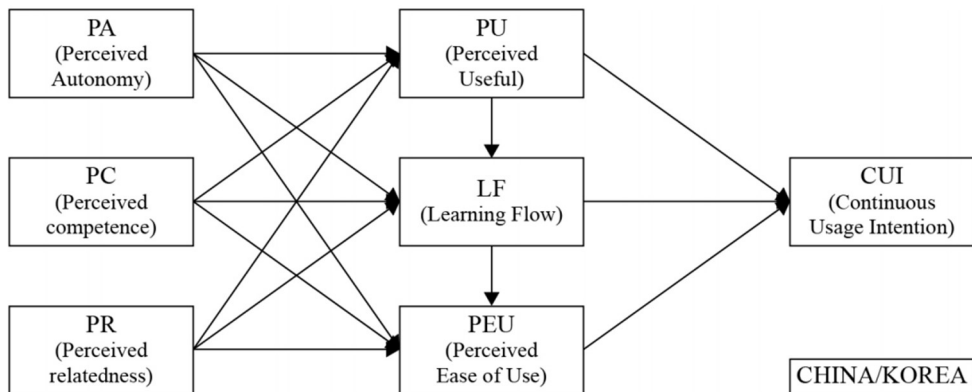 PA
(Perceived
Autonomy)
PU
(Perceived
Useful)
PC
(Perceived
competence)
LF
(Learning Flow)
CUI
(Continuous
Usage Intention)
PR
(Perceived
relatedness)
PEU
(Perceived
Ease of Use)
CHINA/KOREA